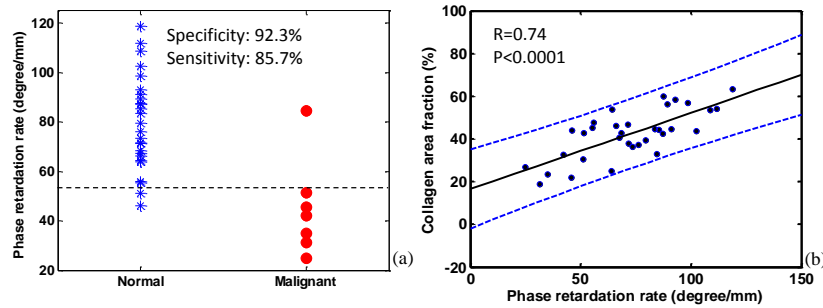 120
100
80
60
40
20
Phase retardation rate (degree/mm)
Specificity: 92.3%
Sensitivity: 85.7%
Normal
Malignant
(a)
100
80
60
40
20
0
-20
Collagen area fraction (%)
R=0.74
P<0.0001
0
50
100
150
Phase retardation rate (degree/mm)
(b)